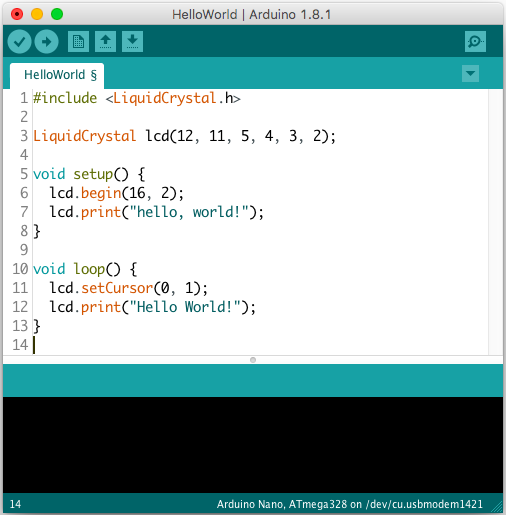 HelloWorld | Arduino 1.8.1
HelloWorld §
1 #include <LiquidCrystal.h>
2
3 LiquidCrystal lcd(12, 11, 5, 4, 3, 2);
4
5 void setup() {
6   lcd.begin(16, 2);
7   lcd.print("hello, world!");
8 }
9
10 void loop() {
11   lcd.setCursor(0, 1);
12   lcd.print("Hello World!");
13 }
14
14 Arduino Nano, ATmega328 on /dev/cu.usbmodem1421